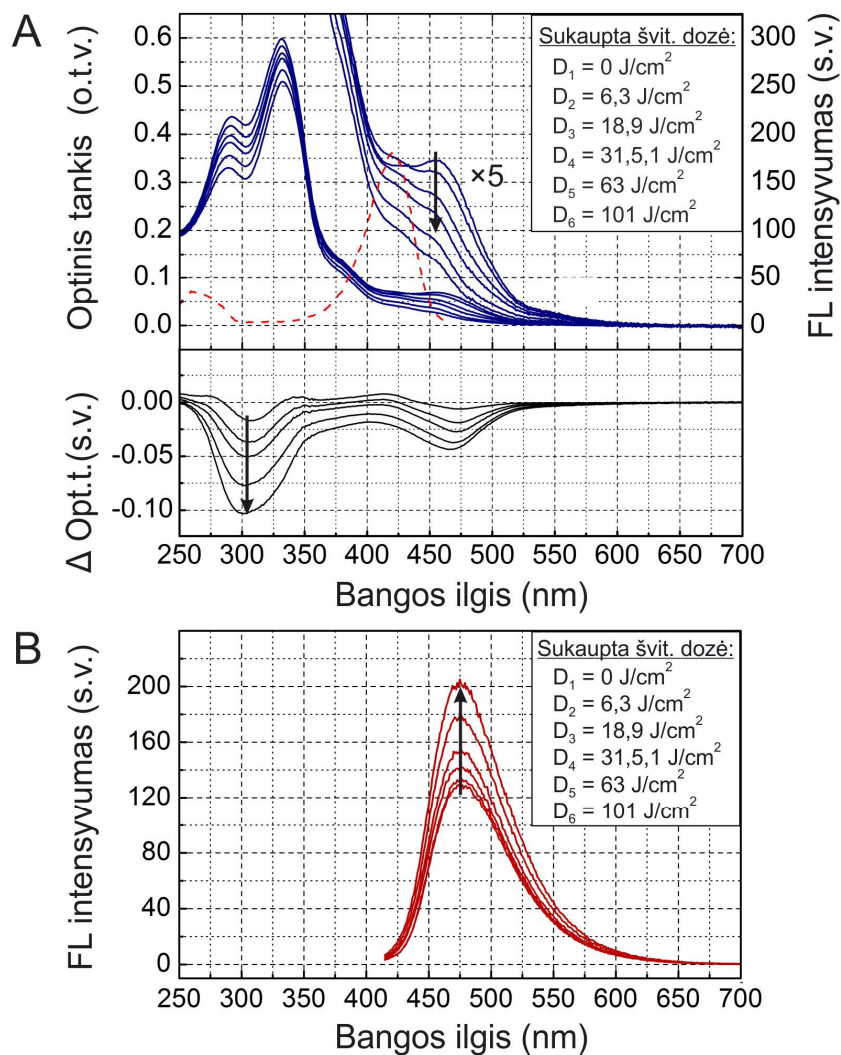 A
Optinis tankis (o.t.v.)
0.6
0.5
0.4
0.3
0.2
0.1
0.0
×5
Sukaupta švit. dozė:
D₁ = 0 J/cm²
D₂ = 6,3 J/cm²
D₃ = 18,9 J/cm²
D₄ = 31,5,1 J/cm²
D₅ = 63 J/cm²
D₆ = 101 J/cm²
300
250
200
150
100
50
0
FL intensyvumas (s.v.)
Δ Opt.t.(s.v.)
0.00
-0.05
-0.10
250 300 350 400 450 500 550 600 650 700
Bangos ilgis (nm)
B
FL intensyvumas (s.v.)
200
160
120
80
40
0
Sukaupta švit. dozė:
D₁ = 0 J/cm²
D₂ = 6,3 J/cm²
D₃ = 18,9 J/cm²
D₄ = 31,5,1 J/cm²
D₅ = 63 J/cm²
D₆ = 101 J/cm²
250 300 350 400 450 500 550 600 650 700
Bangos ilgis (nm)